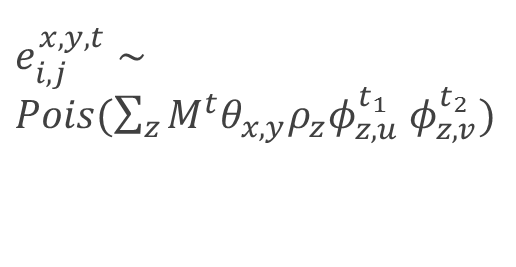 e_{i,j}^{x,y,t} ~
Pois(∑_z M^t θ_{x,y} ρ_z ϕ_{z,u}^{t_1} ϕ_{z,v}^{t_2})